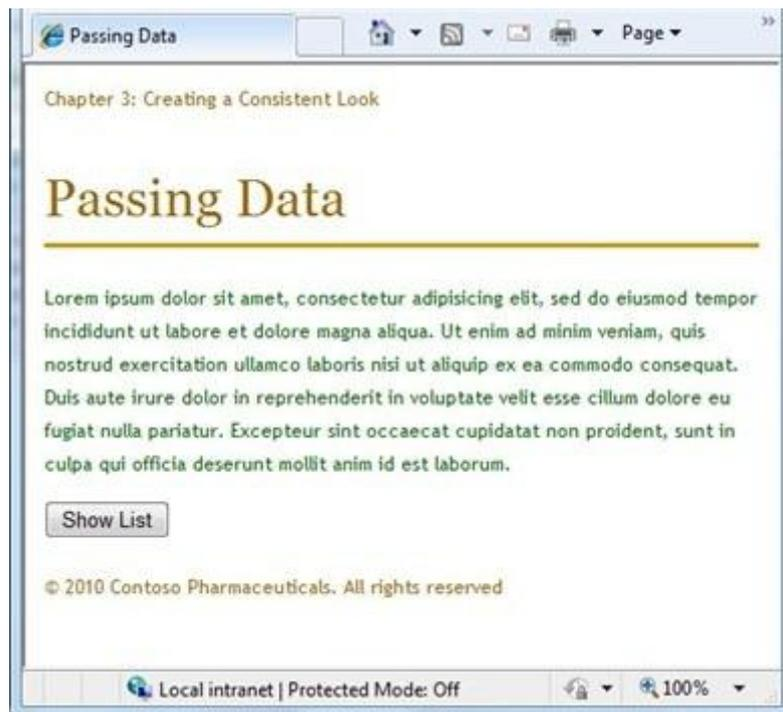 Passing Data
Page
Chapter 3: Creating a Consistent Look
Passing Data
Lorem ipsum dolor sit amet, consectetur adipisicing elit, sed do eiusmod tempor
incididunt ut labore et dolore magna aliqua. Ut enim ad minim veniam, quis
nostrud exercitation ullamco laboris nisi ut aliquip ex ea commodo consequat.
Duis aute irure dolor in reprehenderit in voluptate velit esse cillum dolore eu
fugiat nulla pariatur. Excepteur sint occaecat cupidatat non proident, sunt in
culpa qui officia deserunt mollit anim id est laborum.
Show List
© 2010 Contoso Pharmaceuticals. All rights reserved
Local intranet | Protected Mode: Off
100%